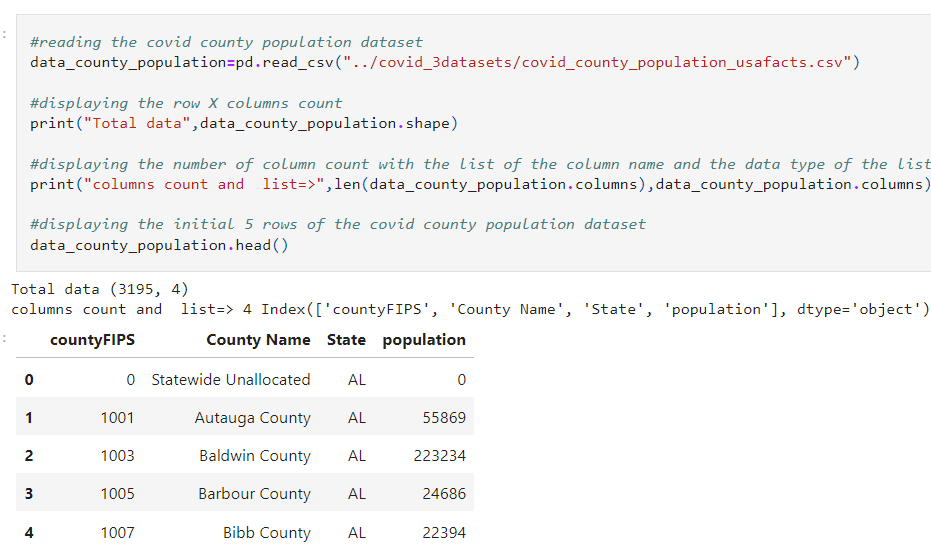 #reading the covid county population dataset
data_county_population=pd.read_csv("../covid_3datasets/covid_county_population_usafacts.csv")
#displaying the row X columns count
print("Total data",data_county_population.shape)
#displaying the number of column count with the list of the column name and the data type of the list
print("columns count and  list=>",len(data_county_population.columns),data_county_population.columns)
#displaying the initial 5 rows of the covid county population dataset
data_county_population.head()
Total data (3195, 4)
columns count and  list=> 4 Index(['countyFIPS', 'County Name', 'State', 'population'], dtype='object')
countyFIPS County Name State population
0 0 Statewide Unallocated AL 0
1 1001 Autauga County AL 55869
2 1003 Baldwin County AL 223234
3 1005 Barbour County AL 24686
4 1007 Bibb County AL 22394